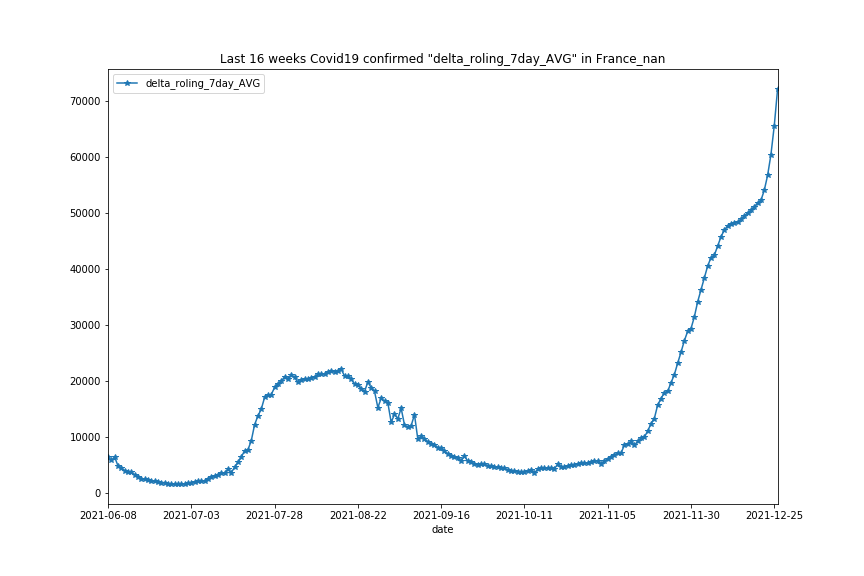 Last 16 weeks Covid19 confirmed "delta_roling_7day_AVG" in France_nan
delta_roling_7day_AVG
70000
60000
50000
40000
30000
20000
10000
0
2021-06-08 2021-07-03 2021-07-28 2021-08-22 2021-09-16 2021-10-11 2021-11-05 2021-11-30 2021-12-25
date